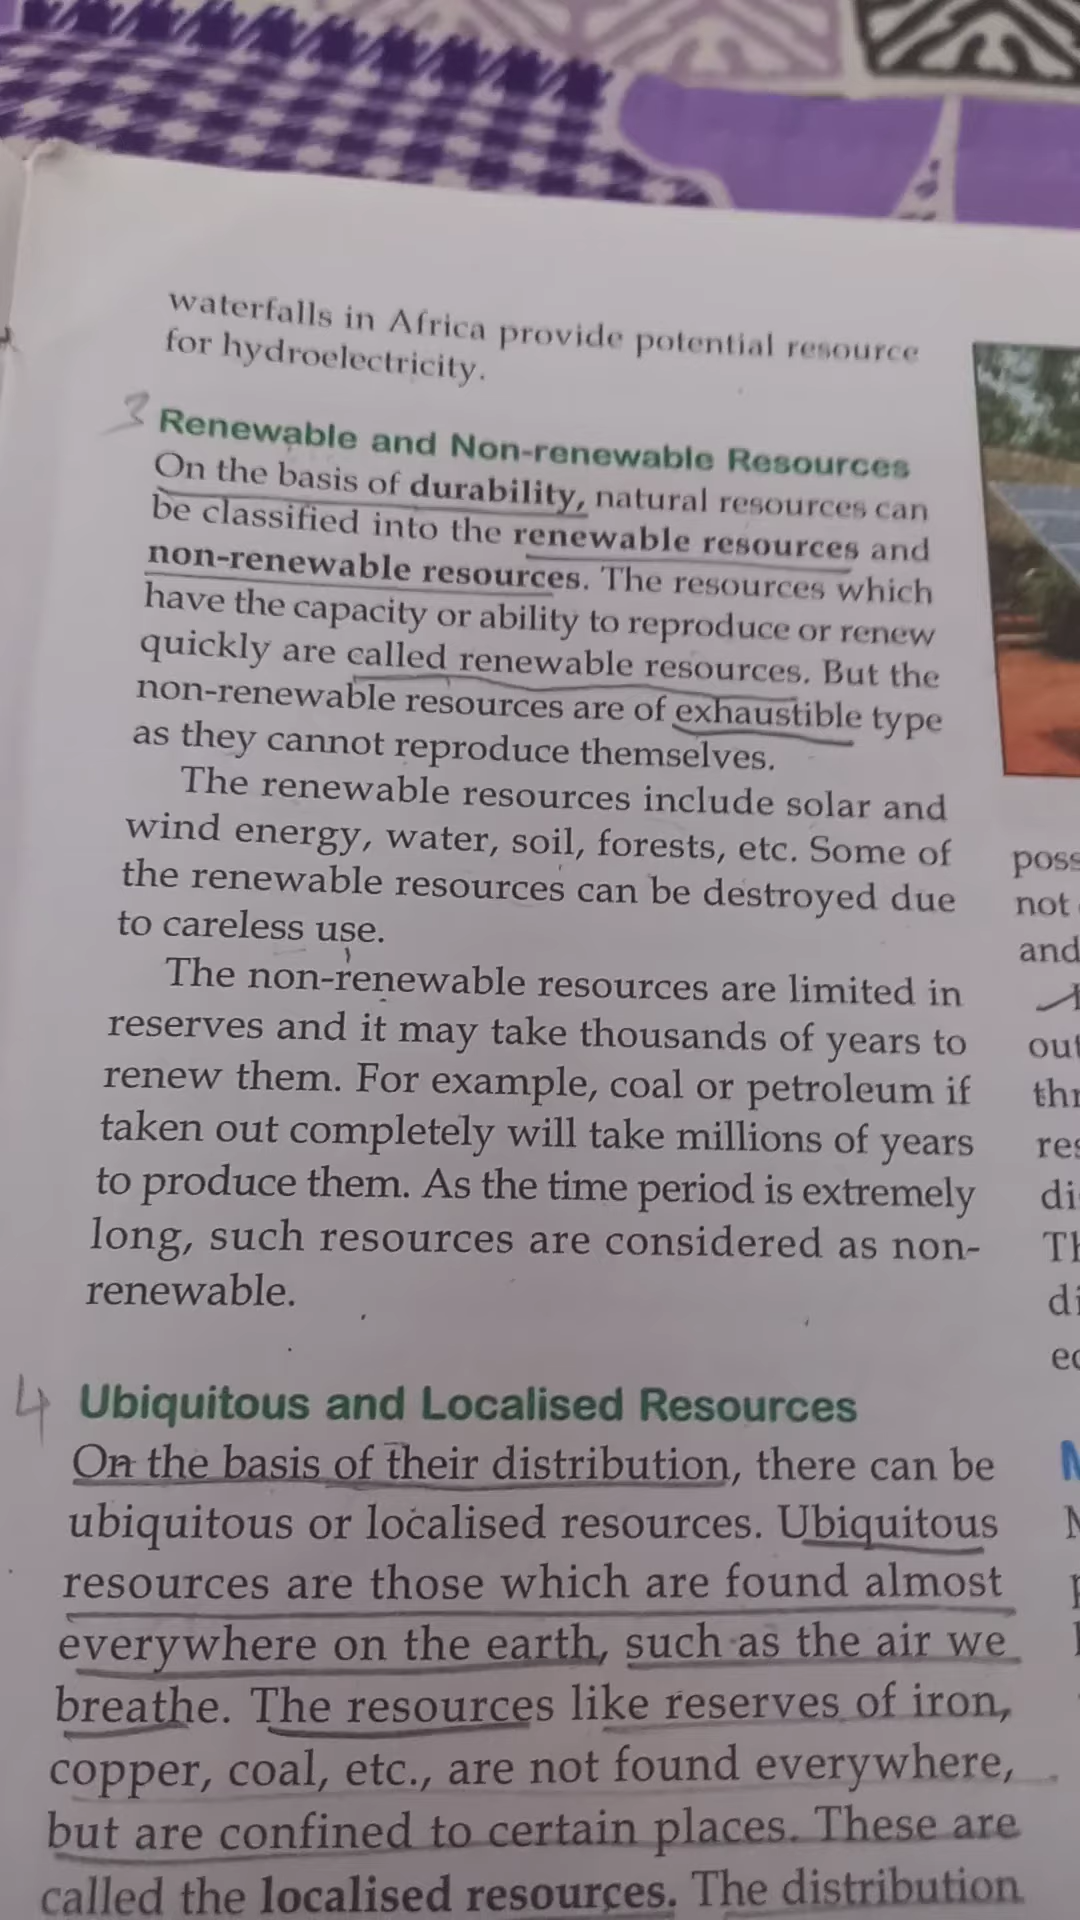 waterfalls in Africa provide potential resource
for hydroelectricity.
3 Renewable and Non-renewable Resources
On the basis of durability, natural resources can
be classified into the renewable resources and
non-renewable resources. The resources which
have the capacity or ability to reproduce or renew
quickly are called renewable resources. But the
non-renewable resources are of exhaustible type
as they cannot reproduce themselves.
The renewable resources include solar and
wind energy, water, soil, forests, etc. Some of
the renewable resources can be destroyed due
to careless use.
The non-renewable resources are limited in
reserves and it may take thousands of years to
renew them. For example, coal or petroleum if
taken out completely will take millions of years
to produce them. As the time period is extremely
long, such resources are considered as non-
renewable.
4 Ubiquitous and Localised Resources
On the basis of their distribution, there can be
ubiquitous or localised resources. Ubiquitous
resources are those which are found almost
everywhere on the earth, such as the air we
breathe. The resources like reserves of iron,
copper, coal, etc., are not found everywhere,
but are confined to certain places. These are
called the localised resources. The distribution
not
and